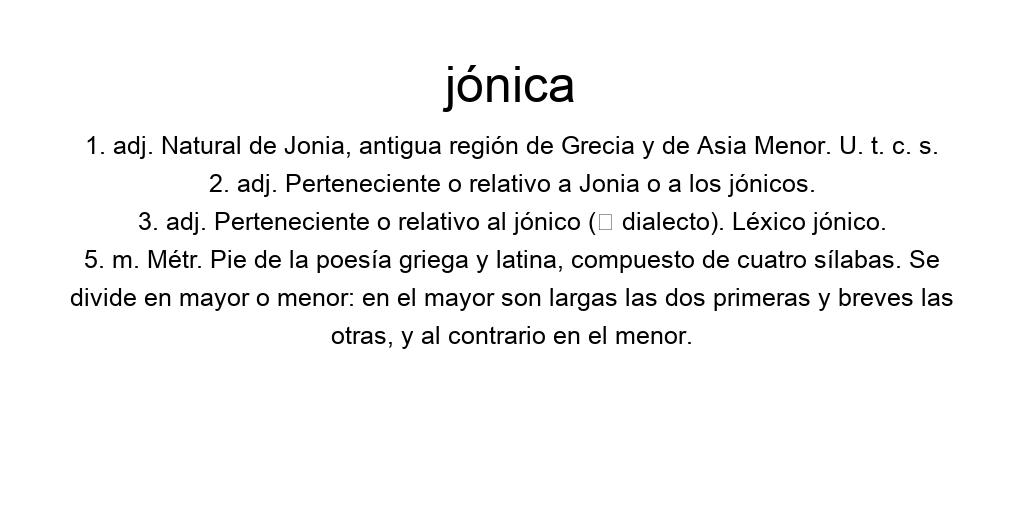 jónica
1. adj. Natural de Jonia, antigua región de Grecia y de Asia Menor. U. t. c. s.
2. adj. Perteneciente o relativo a Jonia o a los jónicos.
3. adj. Perteneciente o relativo al jónico (□ dialecto). Léxico jónico.
5. m. Métr. Pie de la poesía griega y latina, compuesto de cuatro sílabas. Se
divide en mayor o menor: en el mayor son largas las dos primeras y breves las
otras, y al contrario en el menor.